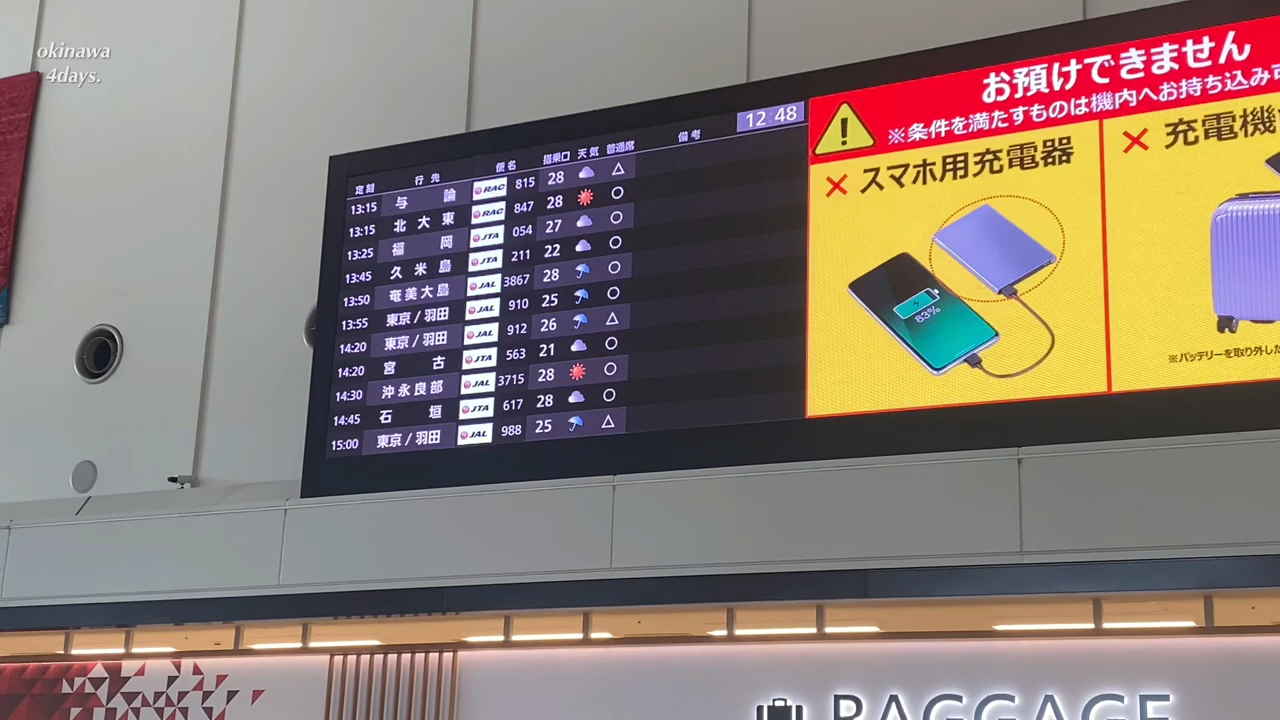 okinawa
4days.
定刻 行先 便名 搭乗口 天気 普通席 備考 12:48
13:15 与論 RAC 815 28 △
13:15 北大東 RAC 847 28 ○
13:25 福岡 JTA 054 27 ○
13:45 久米島 JTA 211 22 ○
13:50 奄美大島 JAL 3867 28 ○
13:55 東京/羽田 JAL 910 25 ○
14:20 東京/羽田 JAL 912 26 △
14:20 宮古 JTA 563 21 ○
14:30 沖永良部 JAL 3715 28 ○
14:45 石垣 JTA 617 28 ○
15:00 東京/羽田 JAL 988 25 △
お預けできません
※条件を満たすものは機内へお持ち込み可
スマホ用充電器
83%
充電機
※バッテリーを取り外した
BAGGAGE